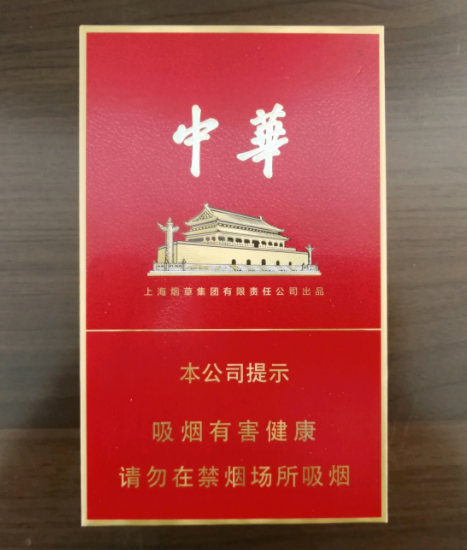 中華
上海烟草集团有限责任公司出品
本公司提示
吸烟有害健康
请勿在禁烟场所吸烟